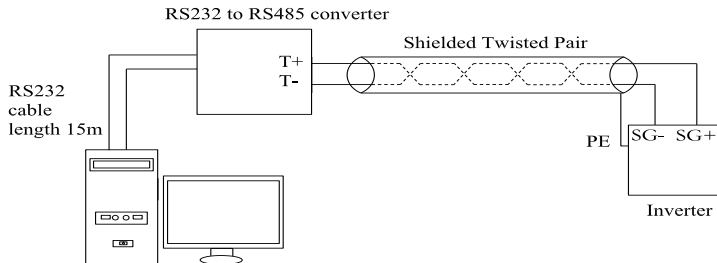 RS232 to RS485 converter
Shielded Twisted Pair
T+
T-
RS232
cable
length 15m
PE
SG- SG+
Inverter